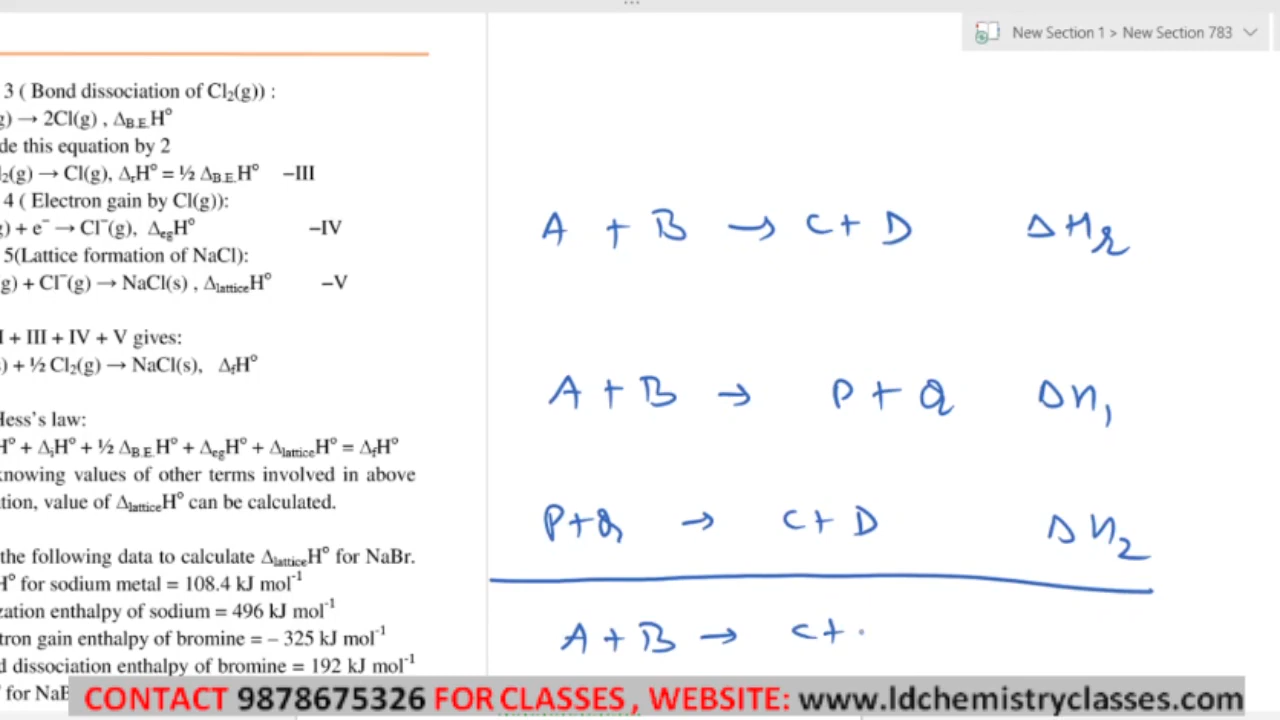 New Section 1 > New Section 783
3 ( Bond dissociation of Cl₂(g)) :
g) → 2Cl(g) , Δ_B.E.H°
de this equation by 2
l₂(g) → Cl(g), ΔᵣH° = ½ Δ_B.E.H° –III
4 ( Electron gain by Cl(g)):
g) + e⁻ → Cl⁻(g), Δ_egH° –IV
5(Lattice formation of NaCl):
g) + Cl⁻(g) → NaCl(s) , Δ_latticeH° –V
I + III + IV + V gives:
s) + ½ Cl₂(g) → NaCl(s), Δ_fH°
Hess's law:
H° + ΔᵢH° + ½ Δ_B.E.H° + Δ_egH° + Δ_latticeH° = Δ_fH°
knowing values of other terms involved in above
tion, value of Δ_latticeH° can be calculated.
the following data to calculate Δ_latticeH° for NaBr.
H° for sodium metal = 108.4 kJ mol⁻¹
zation enthalpy of sodium = 496 kJ mol⁻¹
tron gain enthalpy of bromine = – 325 kJ mol⁻¹
d dissociation enthalpy of bromine = 192 kJ mol⁻¹
° for NaB
A + B → C + D ΔHᵣ
A + B → P + Q ΔH₁
P + Q → C + D ΔH₂
A + B → C +
CONTACT 9878675326 FOR CLASSES , WEBSITE: www.ldchemistryclasses.com